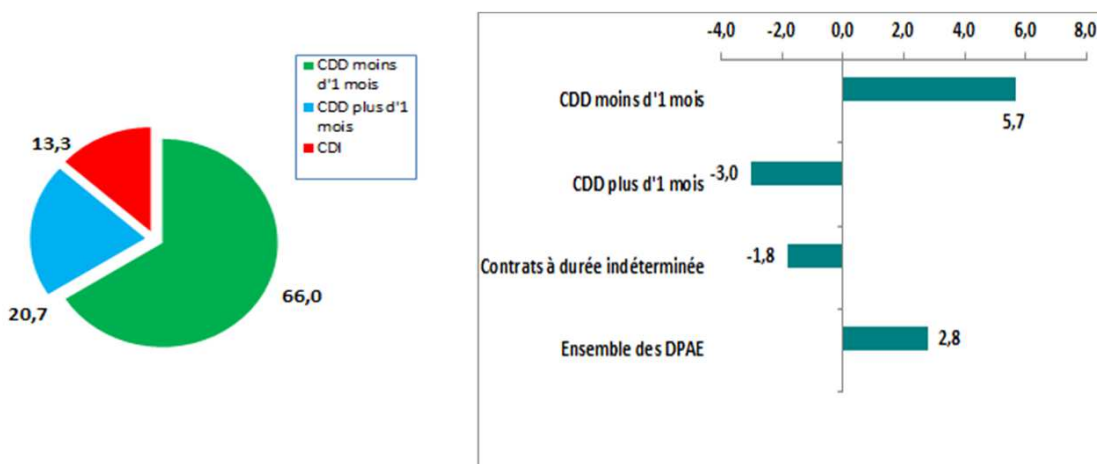 CDD moins
d'1 mois
CDD plus d'1
mois
CDI
13,3
20,7
66,0
-4,0 -2,0 0,0 2,0 4,0 6,0 8,0
CDD moins d'1 mois
5,7
CDD plus d'1 mois
-3,0
Contrats à durée indéterminée
-1,8
Ensemble des DPAE
2,8